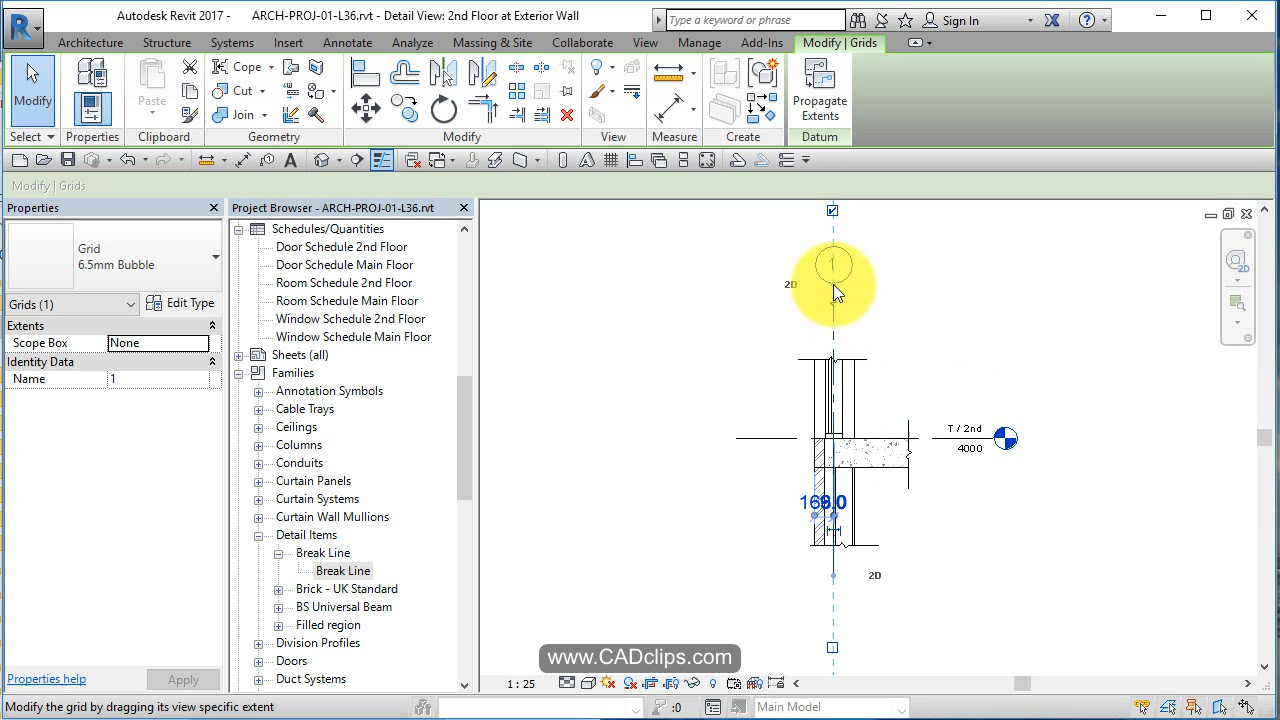 Autodesk Revit 2017 - ARCH-PROJ-01-L36.rvt - Detail View: 2nd Floor at Exterior Wall
Type a keyword or phrase
Sign In
Architecture Structure Systems Insert Annotate Analyze Massing & Site Collaborate View Manage Add-Ins Modify | Grids
Modify
Paste
Cope
Cut
Join
Propagate
Extents
Select Properties Clipboard Geometry Modify View Measure Create Datum
Modify | Grids
Properties
Project Browser - ARCH-PROJ-01-L36.rvt
Grid
6.5mm Bubble
Grids (1)
Edit Type
Extents
Scope Box None
Identity Data
Name 1
Properties help
Apply
Schedules/Quantities
Door Schedule 2nd Floor
Door Schedule Main Floor
Room Schedule 2nd Floor
Room Schedule Main Floor
Window Schedule 2nd Floor
Window Schedule Main Floor
Sheets (all)
Families
Annotation Symbols
Cable Trays
Ceilings
Columns
Conduits
Curtain Panels
Curtain Systems
Curtain Wall Mullions
Detail Items
Break Line
Break Line
Brick - UK Standard
BS Universal Beam
Filled region
Division Profiles
Doors
Duct Systems
1
2D
T / 2nd
4000
2D
2D
www.CADclips.com
1 : 25
Modify the grid by dragging its view specific extent
:0
Main Model